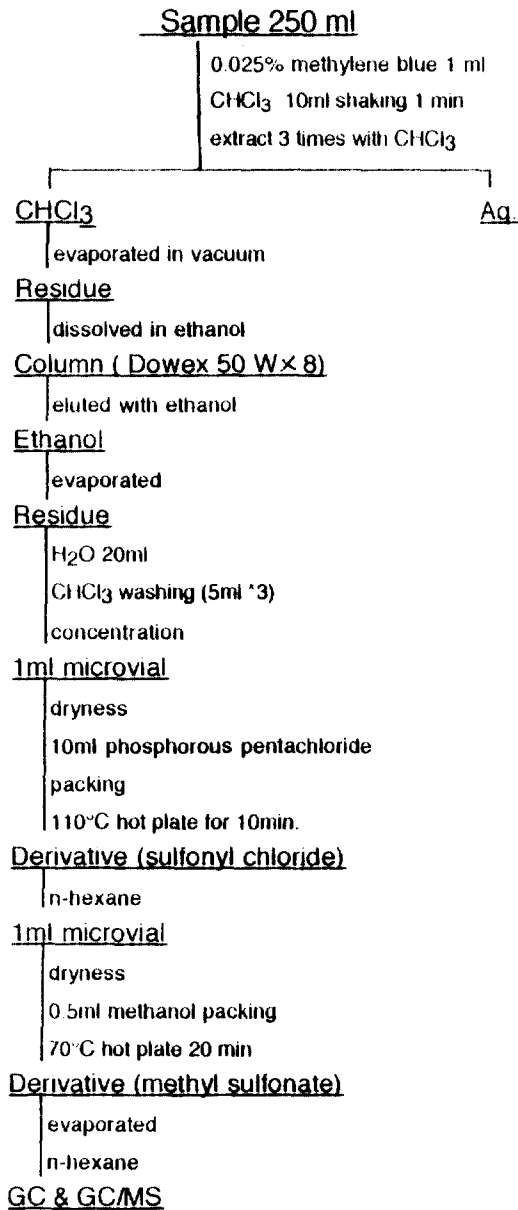 Sample 250 ml
0.025% methylene blue 1 ml
CHCl3 10ml shaking 1 min
extract 3 times with CHCl3
CHCl3 Aq.
evaporated in vacuum
Residue
dissolved in ethanol
Column ( Dowex 50 W×8)
eluted with ethanol
Ethanol
evaporated
Residue
H2O 20ml
CHCl3 washing (5ml *3)
concentration
1ml microvial
dryness
10ml phosphorous pentachloride
packing
110°C hot plate for 10min.
Derivative (sulfonyl chloride)
n-hexane
1ml microvial
dryness
0.5ml methanol packing
70°C hot plate 20 min
Derivative (methyl sulfonate)
evaporated
n-hexane
GC & GC/MS